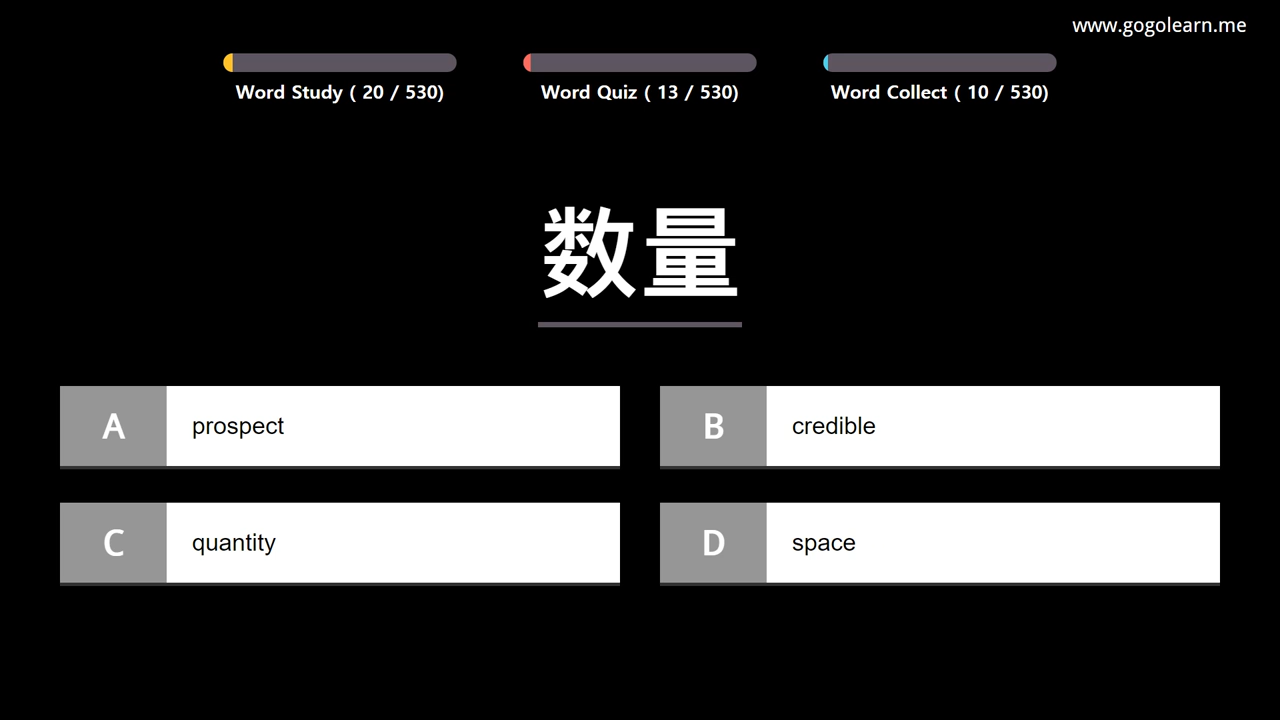 www.gogolearn.me
Word Study ( 20 / 530)
Word Quiz ( 13 / 530)
Word Collect ( 10 / 530)
数量
A prospect
B credible
C quantity
D space